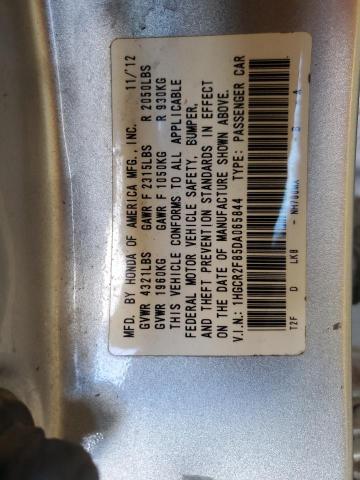 MFD. BY HONDA OF AMERICA MFG., INC. 11/'12
GVWR 4321LBS GAWR F 2315LBS R 2050LBS
GVWR 1960KG GAWR F 1050KG R 930KG
THIS VEHICLE CONFORMS TO ALL APPLICABLE
FEDERAL MOTOR VEHICLE SAFETY, BUMPER,
AND THEFT PREVENTION STANDARDS IN EFFECT
ON THE DATE OF MANUFACTURE SHOWN ABOVE.
V.I.N.: 1HGCR2F85DA065844 TYPE: PASSENGER CAR
T2F D LK8 - B A